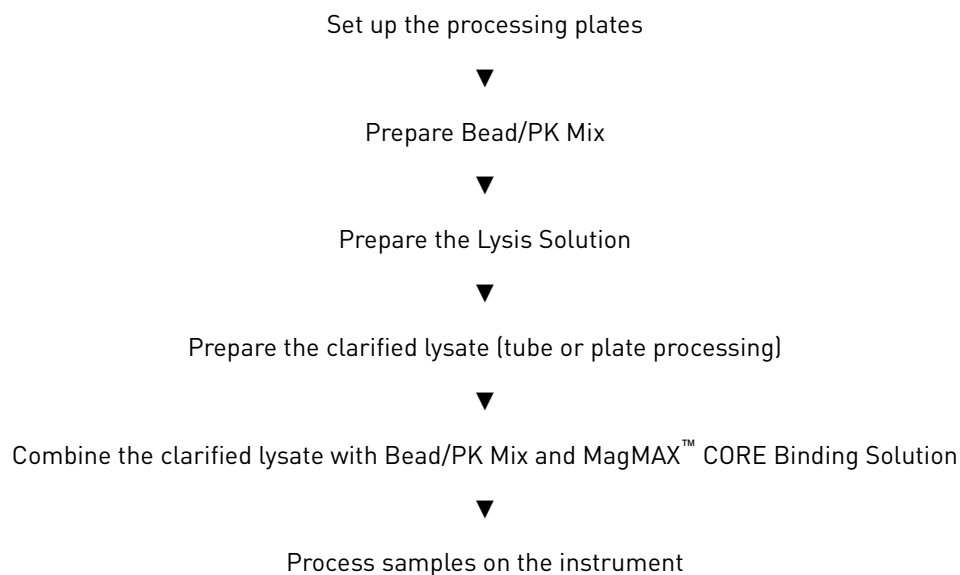 Set up the processing plates
▼
Prepare Bead/PK Mix
▼
Prepare the Lysis Solution
▼
Prepare the clarified lysate (tube or plate processing)
▼
Combine the clarified lysate with Bead/PK Mix and MagMAX™ CORE Binding Solution
▼
Process samples on the instrument